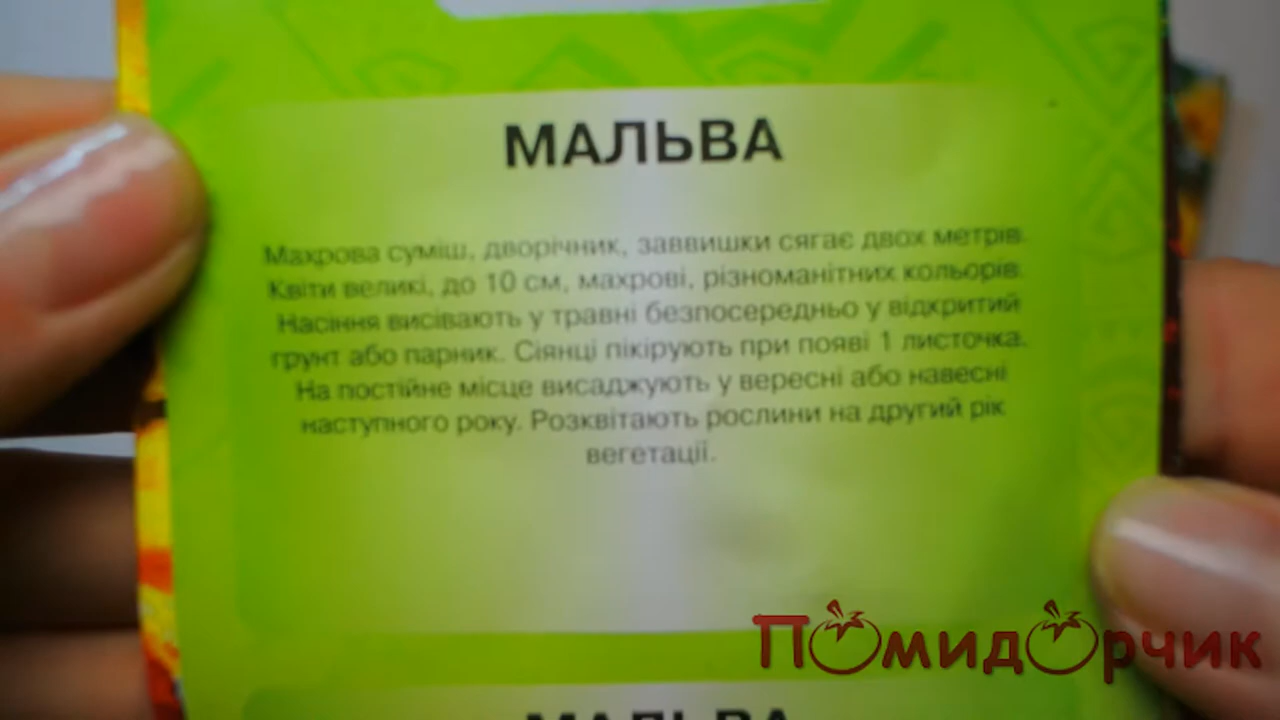 МАЛЬВА
Махрова суміш, дворічник, заввишки сягає двох метрів.
Квіти великі, до 10 см, махрові, різноманітних кольорів.
Насіння висівають у травні безпосередньо у відкритий
грунт або парник. Сіянці пікірують при появі 1 листочка.
На постійне місце висаджують у вересні або навесні
наступного року. Розквітають рослини на другий рік
вегетації.
Помидорчик
МАЛЬВА